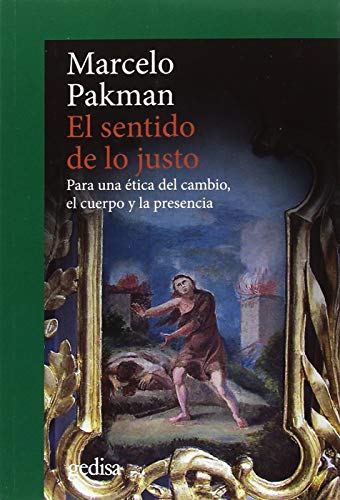 Marcelo
Pakman
El sentido
de lo justo
Para una ética del cambio,
el cuerpo y la presencia
gedisa